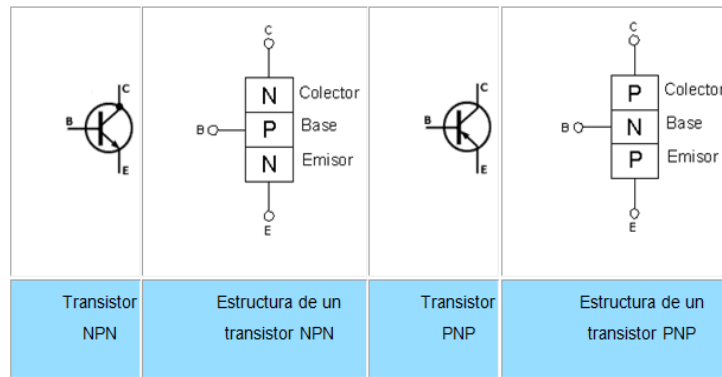 C
B
E
C
N Colector
B P Base
N Emisor
E
C
B
E
C
P Colector
B N Base
P Emisor
E
Transistor
NPN
Estructura de un
transistor NPN
Transistor
PNP
Estructura de un
transistor PNP